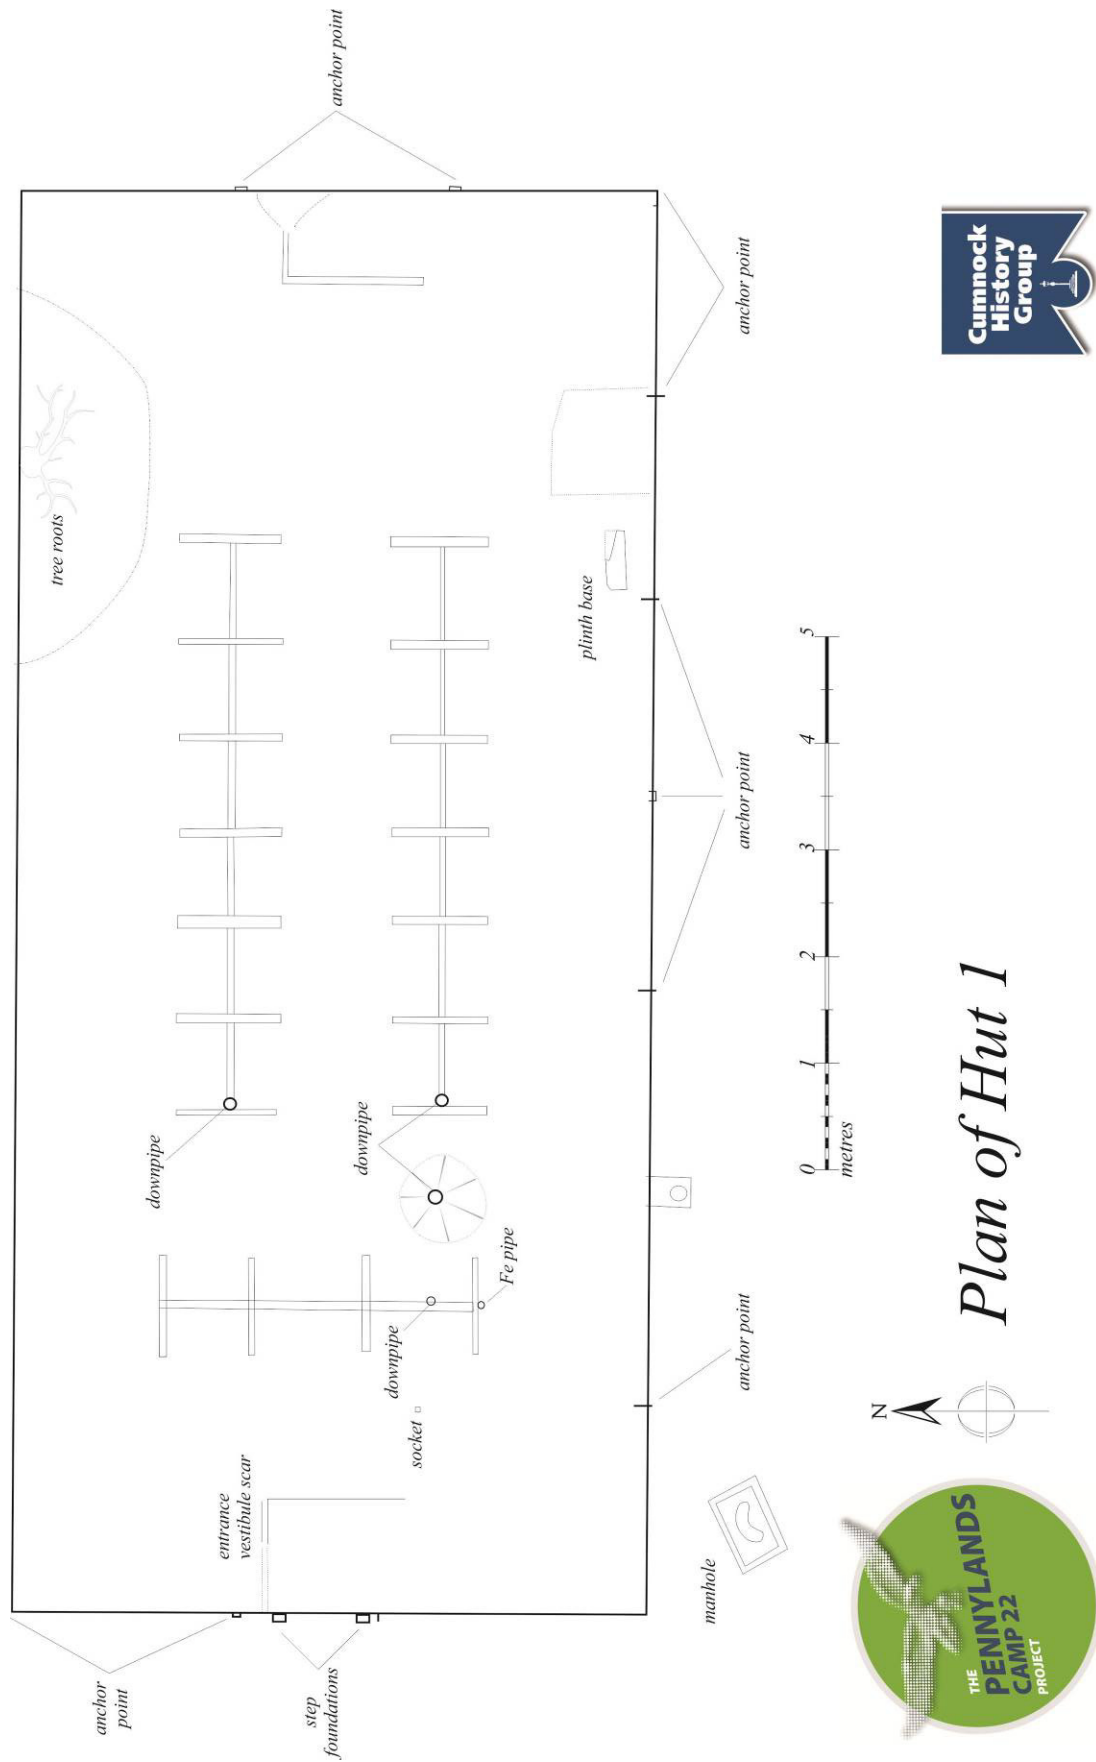 anchor point
tree roots
anchor point
plinth base
anchor point
downpipe
downpipe
Fe pipe
downpipe
socket
entrance
vestibule scar
anchor point
manhole
anchor
point
step
foundations
0 1 2 3 4 5
metres
N
Plan of Hut 1
THE
PENNYLANDS
CAMP 22
PROJECT
Cumnock
History
Group